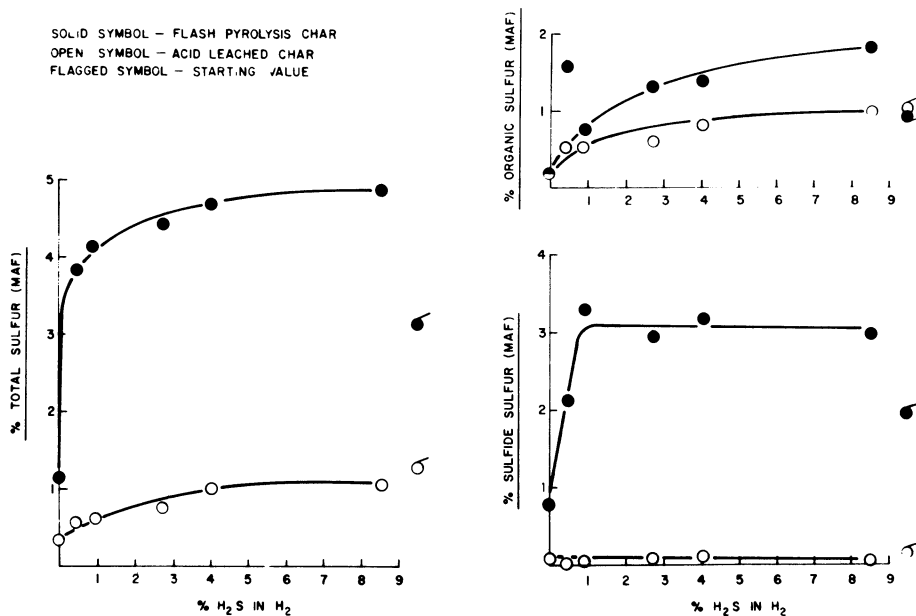 SOLID SYMBOL – FLASH PYROLYSIS CHAR
OPEN SYMBOL – ACID LEACHED CHAR
FLAGGED SYMBOL – STARTING VALUE
% TOTAL SULFUR (MAF)
5
4
3
2
1
1 2 3 4 5 6 7 8 9
% H₂S IN H₂
% ORGANIC SULFUR (MAF)
2
1
1 2 3 4 5 6 7 8 9
% SULFIDE SULFUR (MAF)
4
3
2
1
1 2 3 4 5 6 7 8 9
% H₂S IN H₂